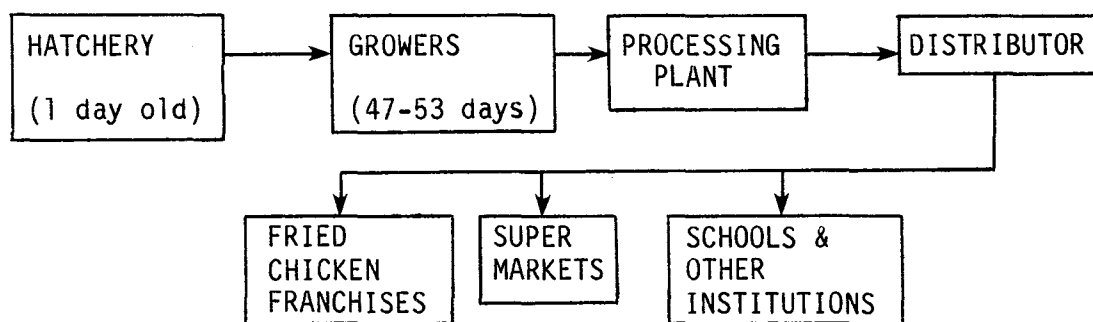 HATCHERY
(1 day old)
GROWERS
(47-53 days)
PROCESSING
PLANT
DISTRIBUTOR
FRIED
CHICKEN
FRANCHISES
SUPER
MARKETS
SCHOOLS &
OTHER
INSTITUTIONS